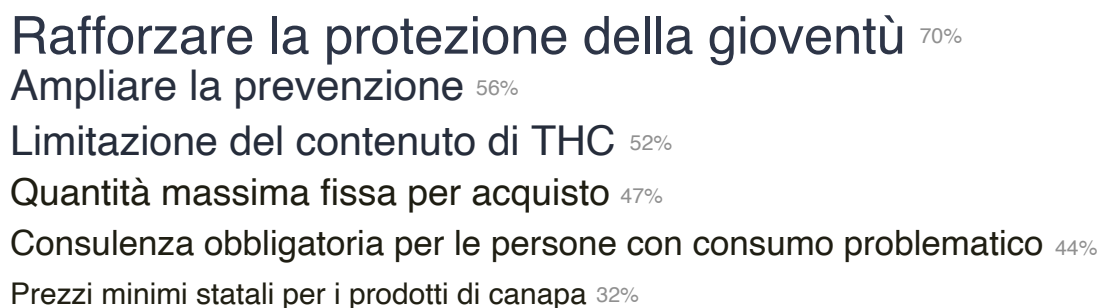 Rafforzare la protezione della gioventù 70%
Ampliare la prevenzione 56%
Limitazione del contenuto di THC 52%
Quantità massima fissa per acquisto 47%
Consulenza obbligatoria per le persone con consumo problematico 44%
Prezzi minimi statali per i prodotti di canapa 32%